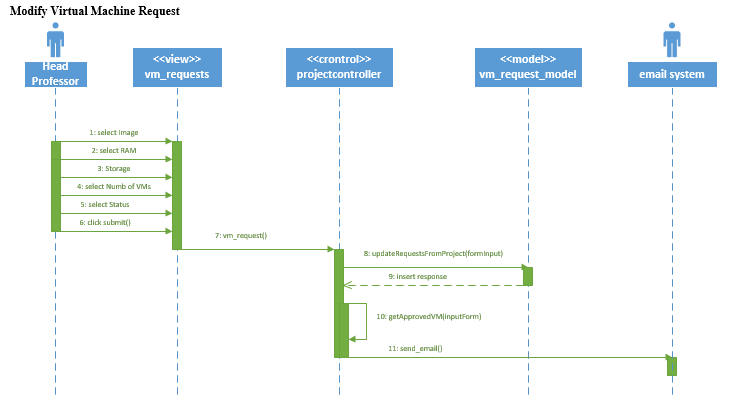 Modify Virtual Machine Request
Head
Professor
<<view>>
vm_requests
<<crontrol>>
projectcontroller
<<model>>
vm_request_model
email system
1: select Image
2: select RAM
3: Storage
4: select Numb of VMs
5: select Status
6: click submit()
7: vm_request()
8: updateRequestsFromProject(formInput)
9: insert response
10: getApprovedVM(inputForm)
11: send_email()